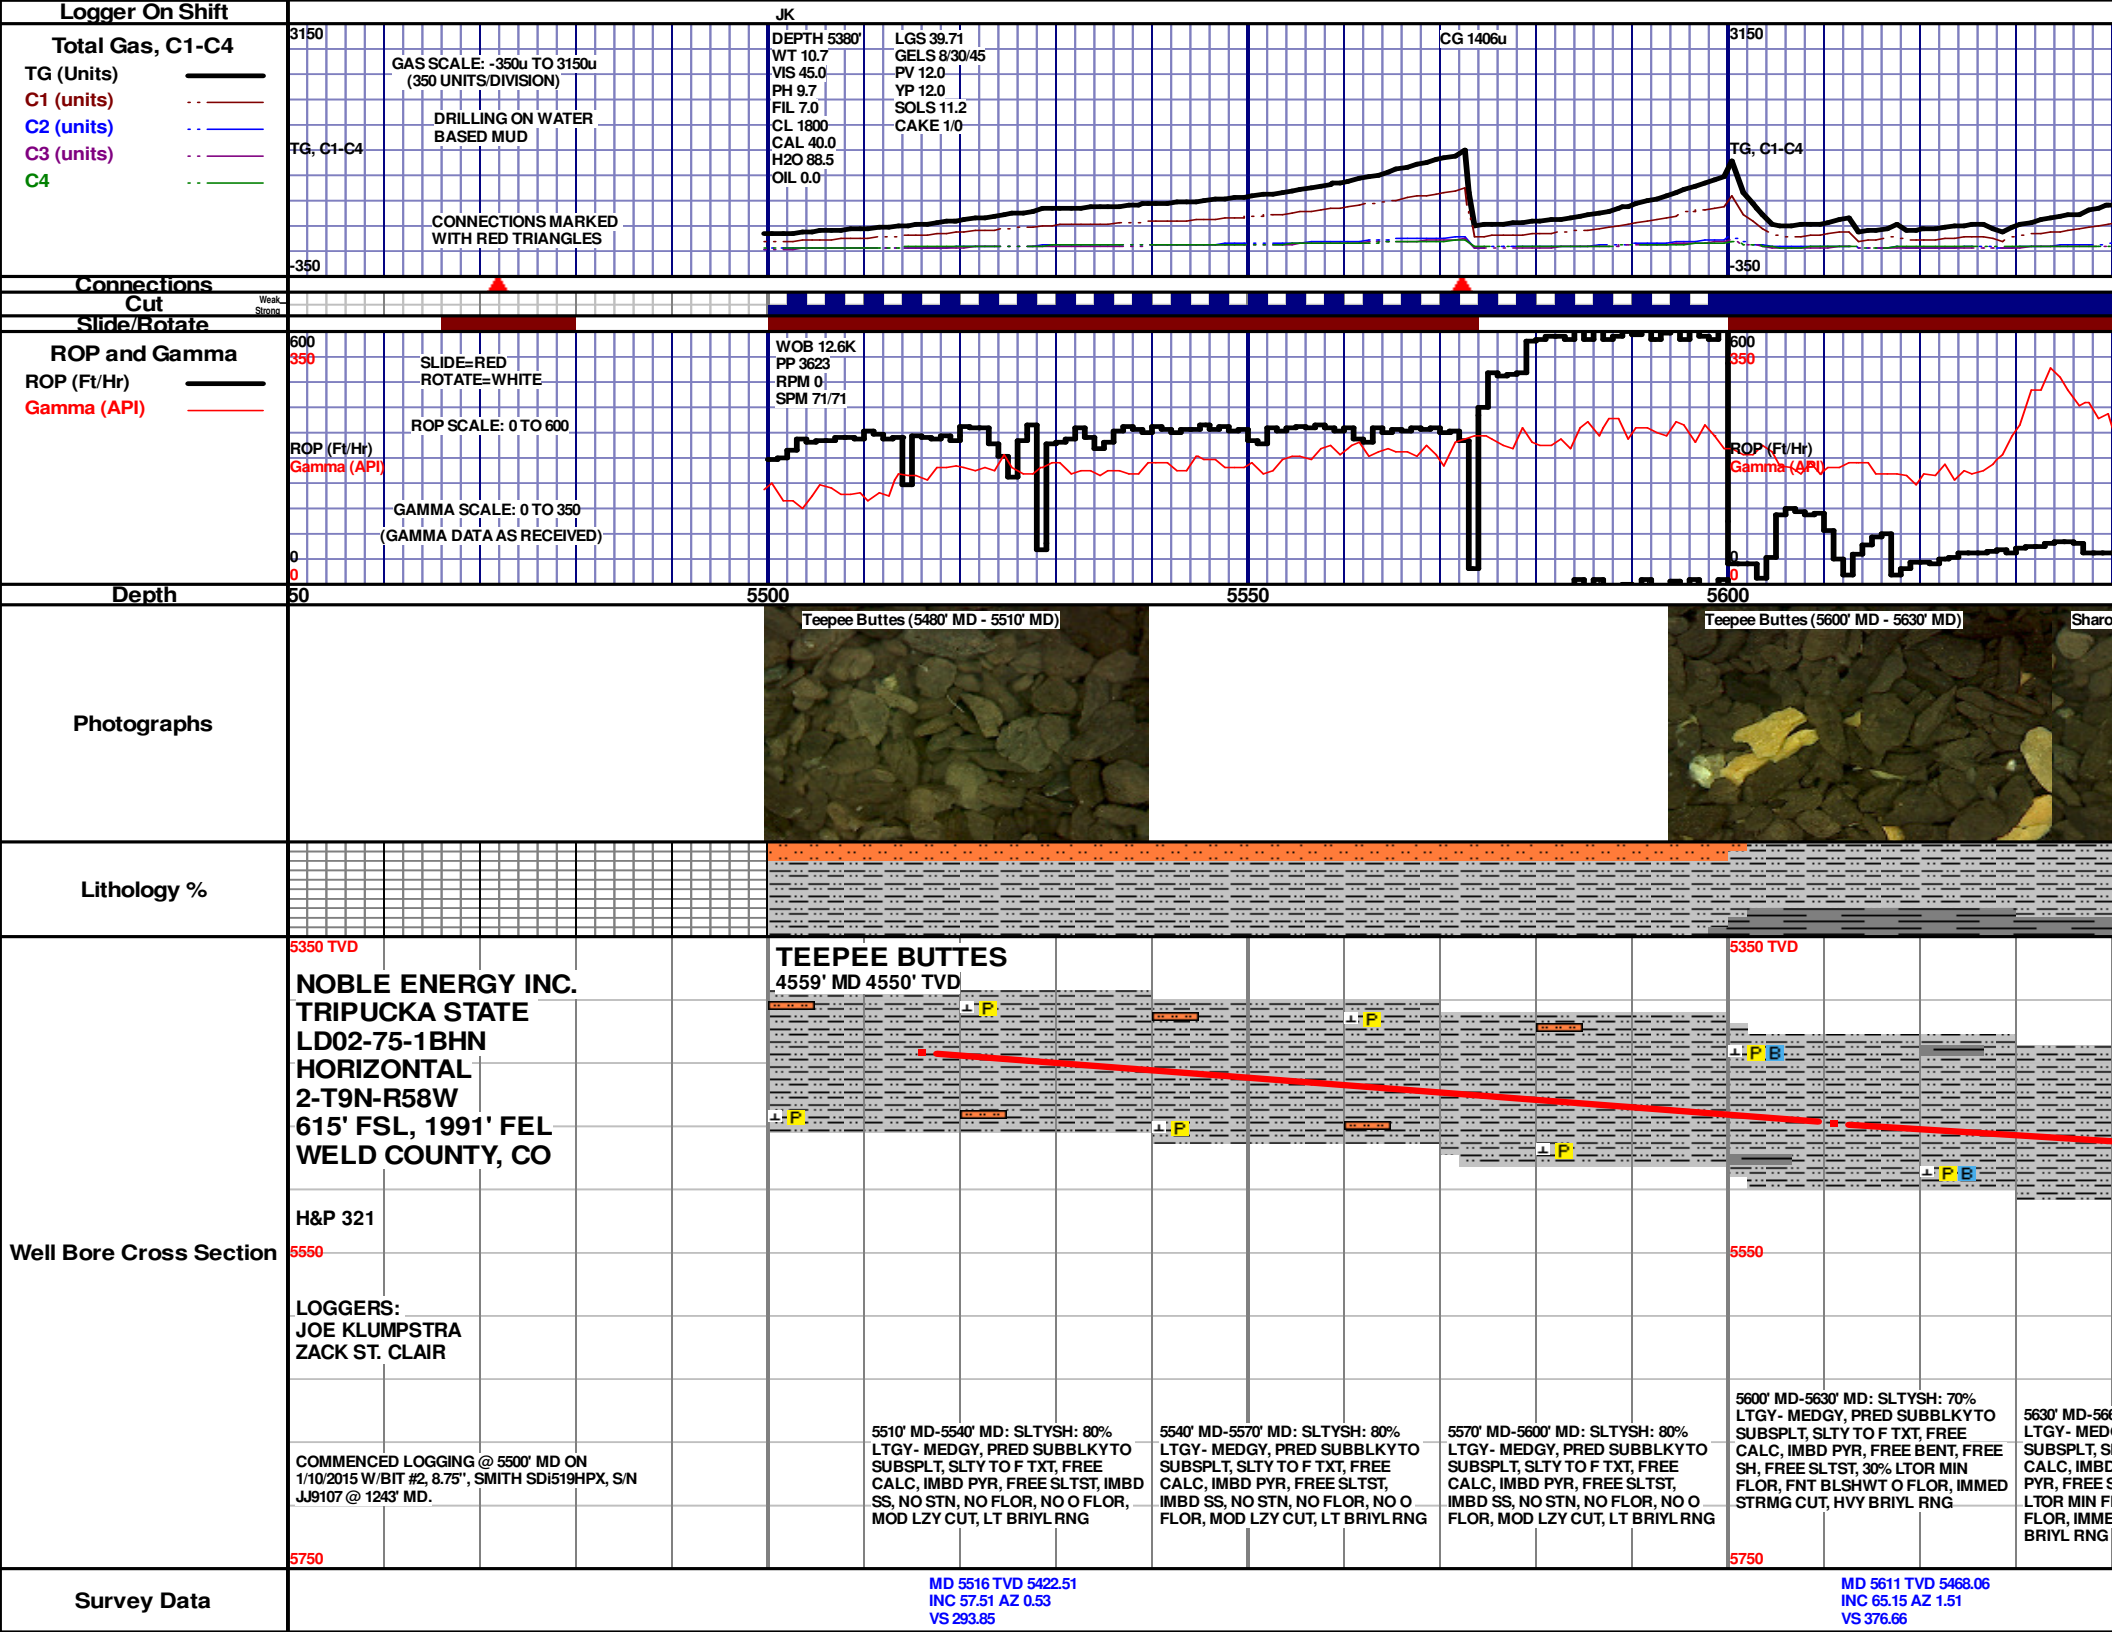 Logger On Shift
JK
Total Gas, C1-C4
TG (Units)
C1 (units)
C2 (units)
C3 (units)
C4
3150
GAS SCALE: -350u TO 3150u
(350 UNITS/DIVISION)
DRILLING ON WATER
BASED MUD
TG, C1-C4
CONNECTIONS MARKED
WITH RED TRIANGLES
-350
DEPTH 5380'
WT 10.7
VIS 45.0
PH 9.7
FIL 7.0
CL 1800
CAL 40.0
H2O 88.5
OIL 0.0
LGS 39.71
GELS 8/30/45
PV 12.0
YP 12.0
SOLS 11.2
CAKE 1/0
CG 1406u
3150
TG, C1-C4
-350
Connections
Cut
Weak
Strong
Slide/Rotate
ROP and Gamma
ROP (Ft/Hr)
Gamma (API)
600
350
SLIDE=RED
ROTATE=WHITE
ROP SCALE: 0 TO 600
ROP (Ft/Hr)
Gamma (API)
GAMMA SCALE: 0 TO 350
(GAMMA DATA AS RECEIVED)
0
0
WOB 12.6K
PP 3623
RPM 0
SPM 71/71
600
350
ROP (Ft/Hr)
Gamma (API)
0
0
Depth
50
5500
5550
5600
Photographs
Teepee Buttes (5480' MD - 5510' MD)
Teepee Buttes (5600' MD - 5630' MD)
Sharo
Lithology %
Well Bore Cross Section
5350 TVD
NOBLE ENERGY INC.
TRIPUCKA STATE
LD02-75-1BHN
HORIZONTAL
2-T9N-R58W
615' FSL, 1991' FEL
WELD COUNTY, CO
H&P 321
5550
LOGGERS:
JOE KLUMPSTRA
ZACK ST. CLAIR
COMMENCED LOGGING @ 5500' MD ON
1/10/2015 W/BIT #2, 8.75", SMITH SDi519HPX, S/N
JJ9107 @ 1243' MD.
5750
TEEPEE BUTTES
4559' MD 4550' TVD
P
P
P
P
P
P
5350 TVD
P B
P B
5550
5750
5510' MD-5540' MD: SLTYSH: 80%
LTGY- MEDGY, PRED SUBBLKY TO
SUBSPLT, SLTY TO F TXT, FREE
CALC, IMBD PYR, FREE SLTST, IMBD
SS, NO STN, NO FLOR, NO O FLOR,
MOD LZY CUT, LT BRIYL RNG
5540' MD-5570' MD: SLTYSH: 80%
LTGY- MEDGY, PRED SUBBLKY TO
SUBSPLT, SLTY TO F TXT, FREE
CALC, IMBD PYR, FREE SLTST,
IMBD SS, NO STN, NO FLOR, NO O
FLOR, MOD LZY CUT, LT BRIYL RNG
5570' MD-5600' MD: SLTYSH: 80%
LTGY- MEDGY, PRED SUBBLKY TO
SUBSPLT, SLTY TO F TXT, FREE
CALC, IMBD PYR, FREE SLTST,
IMBD SS, NO STN, NO FLOR, NO O
FLOR, MOD LZY CUT, LT BRIYL RNG
5600' MD-5630' MD: SLTYSH: 70%
LTGY- MEDGY, PRED SUBBLKY TO
SUBSPLT, SLTY TO F TXT, FREE
CALC, IMBD PYR, FREE BENT, FREE
SH, FREE SLTST, 30% LTOR MIN
FLOR, FNT BLSHWT O FLOR, IMMED
STRMG CUT, HVY BRIYL RNG
5630' MD-566
LTGY- MED
SUBSPLT, S
CALC, IMBD
PYR, FREE S
LTOR MIN F
FLOR, IMME
BRIYL RNG
Survey Data
MD 5516 TVD 5422.51
INC 57.51 AZ 0.53
VS 293.85
MD 5611 TVD 5468.06
INC 65.15 AZ 1.51
VS 376.66